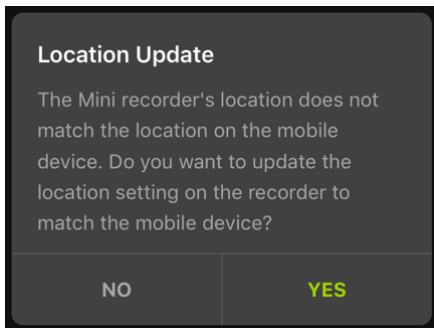 Location Update
The Mini recorder's location does not
match the location on the mobile
device. Do you want to update the
location setting on the recorder to
match the mobile device?
NO
YES